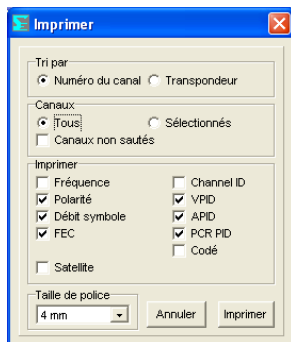 Imprimer
Tri par
Numéro du canal Transpondeur
Canaux
Tous Sélectionnés
Canaux non sautés
Imprimer
Fréquence Channel ID
Polarité VPID
Débit symbole APID
FEC PCR PID
Codé
Satellite
Taille de police
4 mm Annuler Imprimer